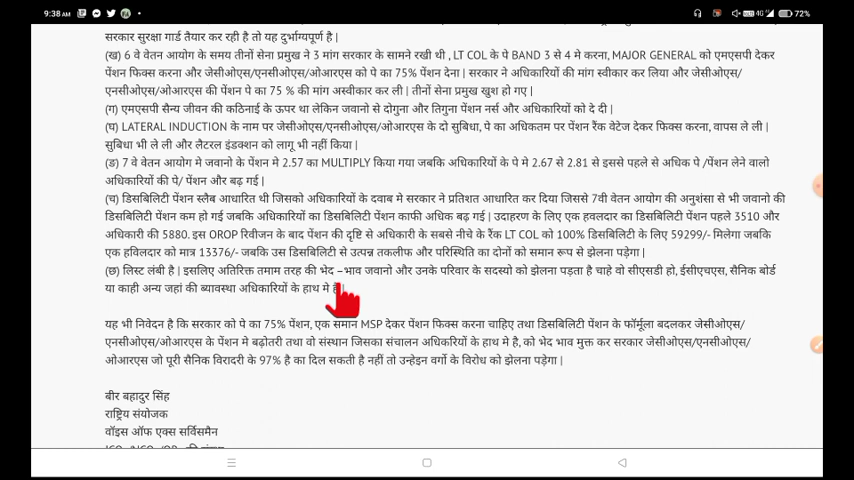 9:38 AM
4G
72%
सरकार सुरक्षा गार्ड तैयार कर रही है तो यह दुर्भाग्यपूर्ण है |
(ख) 6 वे वेतन आयोग के समय तीनों सेना प्रमुख ने 3 मांग सरकार के सामने रखी थी , LT COL के पे BAND 3 से 4 मे करना, MAJOR GENERAL को एमएसपी देकर
पेंशन फिक्स करना और जेसीओएस/एनसीओएस/ओआरएस को पे का 75% पेंशन देना | सरकार ने अधिकारियों की मांग स्वीकार कर लिया और जेसीओएस/
एनसीओएस/ओआरएस की पेंशन पे का 75 % की मांग अस्वीकार कर ली | तीनों सेना प्रमुख खुश हो गए |
(ग) एमएसपी सैन्य जीवन की कठिनाई के ऊपर था लेकिन जवानो से दोगुना और तिगुना पेंशन नर्स और अधिकारियों को दे दी |
(घ) LATERAL INDUCTION के नाम पर जेसीओएस/एनसीओएस/ओआरएस के दो सुबिधा, पे का अधिकतम पर पेंशन रैंक वेटेज देकर फिक्स करना, वापस ले ली |
सुबिधा भी ले ली और लैटरल इंडक्शन को लागू भी नहीं किया |
(ङ) 7 वे वेतन आयोग मे जवानो के पेंशन मे 2.57 का MULTIPLY किया गया जबकि अधिकारियों के पे मे 2.67 से 2.81 से इससे पहले से अधिक पे /पेंशन लेने वालो
अधिकारियों की पे/ पेंशन और बढ़ गई |
(च) डिसबिलिटी पेंशन स्लैब आधारित थी जिसको अधिकारियों के दवाब मे सरकार ने प्रतिशत आधारित कर दिया जिससे 7वी वेतन आयोग की अनुशंसा से भी जवानो की
डिसबिलिटी पेंशन कम हो गई जबकि अधिकारियों का डिसबिलिटी पेंशन काफी अधिक बढ़ गई | उदाहरण के लिए एक हवलदार का डिसबिलिटी पेंशन पहले 3510 और
अधिकारी की 5880. इस OROP रिवीजन के बाद पेंशन की दृष्टि से अधिकारी के सबसे नीचे के रैंक LT COL को 100% डिसबिलिटी के लिए 59299/- मिलेगा जबकि
एक हविलदार को मात्र 13376/- जबकि उस डिसबिलिटी से उत्पन्न तकलीफ और परिस्थिति का दोनों को समान रूप से झेलना पड़ेगा |
(छ) लिस्ट लंबी है | इसलिए अतिरिक्त तमाम तरह की भेद –भाव जवानो और उनके परिवार के सदस्यो को झेलना पड़ता है चाहे वो सीएसडी हो, ईसीएचएस, सैनिक बोर्ड
या काही अन्य जहां की ब्यावस्था अधिकारियों के हाथ मे है |
यह भी निवेदन है कि सरकार को पे का 75% पेंशन, एक समान MSP देकर पेंशन फिक्स करना चाहिए तथा डिसबिलिटी पेंशन के फॉर्मूला बदलकर जेसीओएस/
एनसीओएस/ओआरएस के पेंशन मे बढ़ोतरी तथा वो संस्थान जिसका संचालन अधिकरियों के हाथ मे है, को भेद भाव मुक्त कर सरकार जेसीओएस/एनसीओएस/
ओआरएस जो पूरी सैनिक विरादरी के 97% है का दिल सकती है नहीं तो उन्हेइन वर्गो के विरोध को झेलना पड़ेगा |
बीर बहादुर सिंह
राष्ट्रिय संयोजक
वॉइस ऑफ एक्स सर्विसमैन